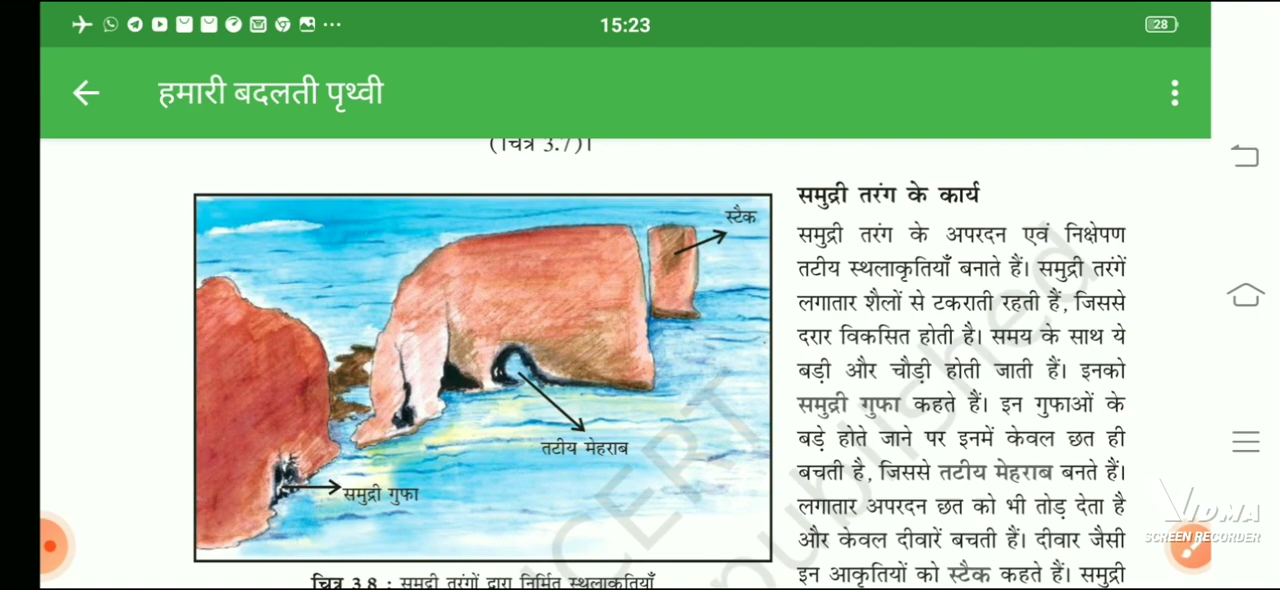 15:23
28
हमारी बदलती पृथ्वी
(चित्र 3.7)।
स्टैक
तटीय मेहराब
समुद्री गुफा
चित्र 3.8 : समुद्री तरंगों द्वारा निर्मित स्थलाकृतियाँ
समुद्री तरंग के कार्य
समुद्री तरंग के अपरदन एवं निक्षेपण
तटीय स्थलाकृतियाँ बनाते हैं। समुद्री तरंगें
लगातार शैलों से टकराती रहती हैं, जिससे
दरार विकसित होती है। समय के साथ ये
बड़ी और चौड़ी होती जाती हैं। इनको
समुद्री गुफा कहते हैं। इन गुफाओं के
बड़े होते जाने पर इनमें केवल छत ही
बचती है, जिससे तटीय मेहराब बनते हैं।
लगातार अपरदन छत को भी तोड़ देता है
और केवल दीवारें बचती हैं। दीवार जैसी
इन आकृतियों को स्टैक कहते हैं। समुद्री
NCERT
published
VIDMA
SCREEN RECORDER